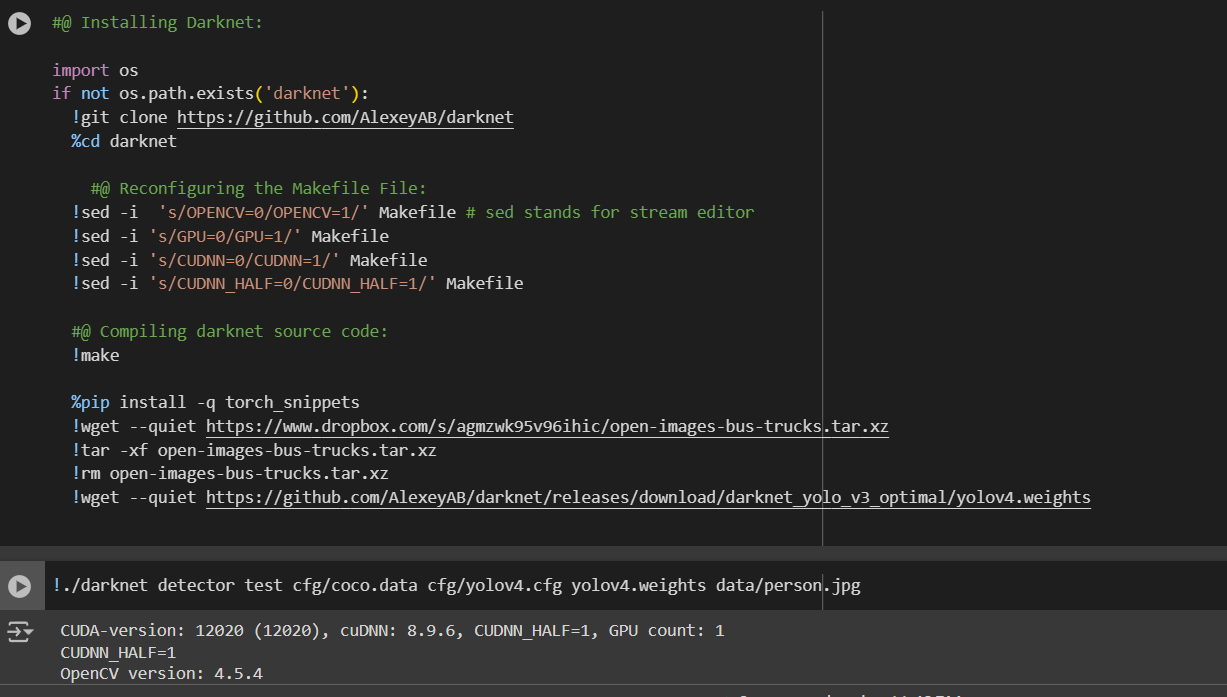 #@ Installing Darknet:
import os
if not os.path.exists('darknet'):
!git clone https://github.com/AlexeyAB/darknet
%cd darknet
#@ Reconfiguring the Makefile File:
!sed -i  's/OPENCV=0/OPENCV=1/' Makefile # sed stands for stream editor
!sed -i 's/GPU=0/GPU=1/' Makefile
!sed -i 's/CUDNN=0/CUDNN=1/' Makefile
!sed -i 's/CUDNN_HALF=0/CUDNN_HALF=1/' Makefile
#@ Compiling darknet source code:
!make
%pip install -q torch_snippets
!wget --quiet https://www.dropbox.com/s/agmzwk95v96ihic/open-images-bus-trucks.tar.xz
!tar -xf open-images-bus-trucks.tar.xz
!rm open-images-bus-trucks.tar.xz
!wget --quiet https://github.com/AlexeyAB/darknet/releases/download/darknet_yolo_v3_optimal/yolov4.weights
!./darknet detector test cfg/coco.data cfg/yolov4.cfg yolov4.weights data/person.jpg
CUDA-version: 12020 (12020), cuDNN: 8.9.6, CUDNN_HALF=1, GPU count: 1
CUDNN_HALF=1
OpenCV version: 4.5.4